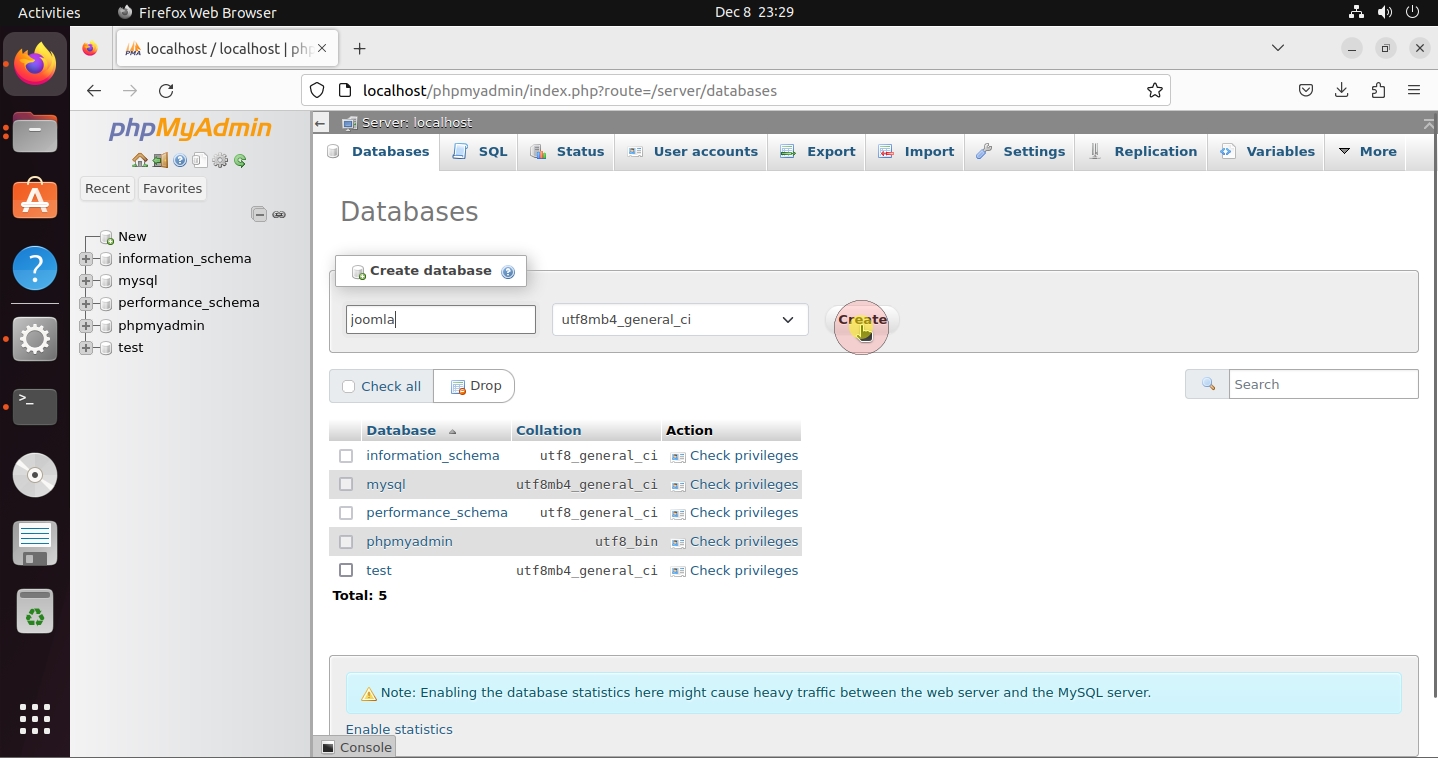 Activities
Firefox Web Browser
Dec 8 23:29
localhost / localhost | php
localhost/phpmyadmin/index.php?route=/server/databases
phpMyAdmin
Recent
Favorites
New
information_schema
mysql
performance_schema
phpmyadmin
test
Server: localhost
Databases
SQL
Status
User accounts
Export
Import
Settings
Replication
Variables
More
Databases
Create database
joomla
utf8mb4_general_ci
Create
Check all
Drop
Search
Database Collation Action
information_schema utf8_general_ci Check privileges
mysql utf8mb4_general_ci Check privileges
performance_schema utf8_general_ci Check privileges
phpmyadmin utf8_bin Check privileges
test utf8mb4_general_ci Check privileges
Total: 5
Note: Enabling the database statistics here might cause heavy traffic between the web server and the MySQL server.
Enable statistics
Console